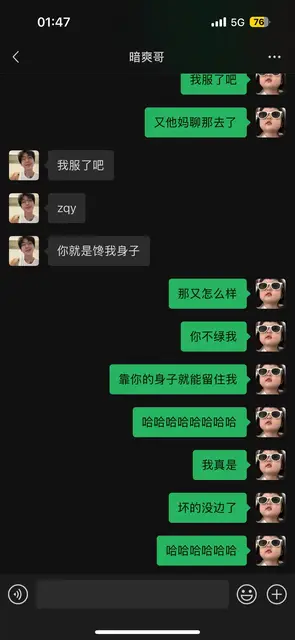 01:47
5G
76
暗爽哥
我服了吧
又他妈聊那去了
我服了吧
zqy
你就是馋我身子
那又怎么样
你不绿我
靠你的身子就能留住我
哈哈哈哈哈哈哈哈
我真是
坏的没边了
哈哈哈哈哈哈